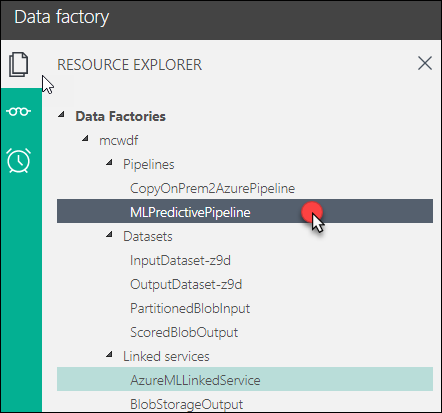 Data factory
RESOURCE EXPLORER
Data Factories
mcwdf
Pipelines
CopyOnPrem2AzurePipeline
MLPredictivePipeline
Datasets
InputDataset-z9d
OutputDataset-z9d
PartitionedBlobInput
ScoredBlobOutput
Linked services
AzureMLLinkedService
BlobStorageOutput